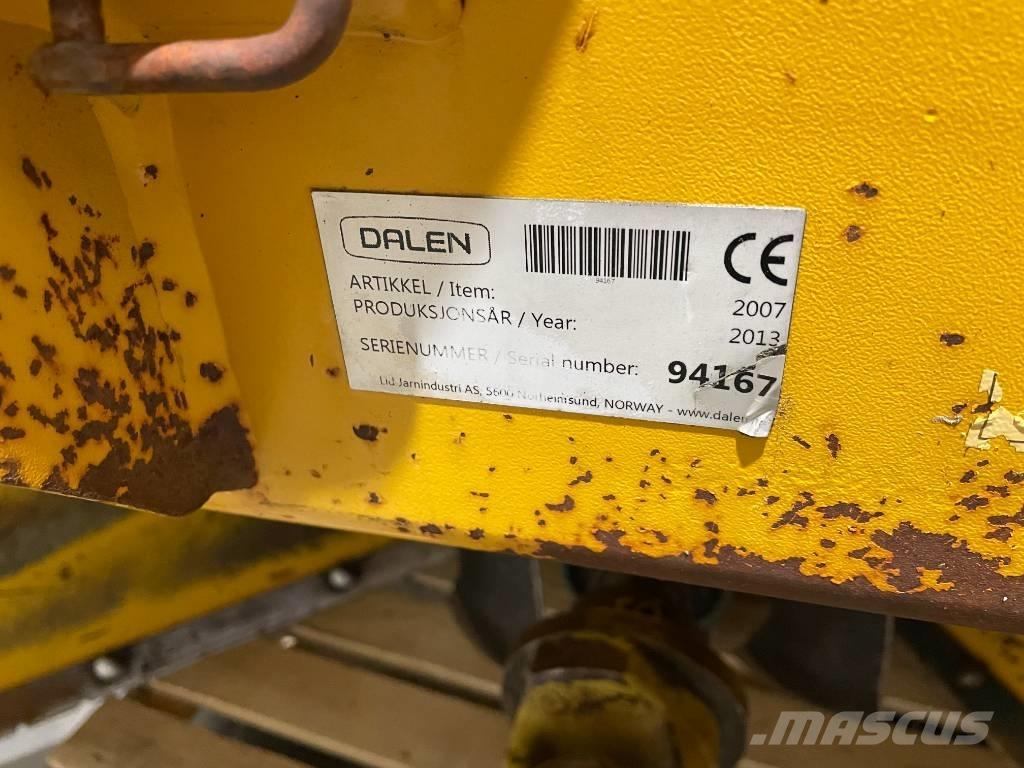 DALEN
94167
CE
ARTIKKEL / Item: 2007
PRODUKSJONSÅR / Year: 2013
SERIENUMMER / Serial number: 94167
Lid Jarnindustri AS, 5600 Norheimsund, NORWAY - www.dalen
MASCUS